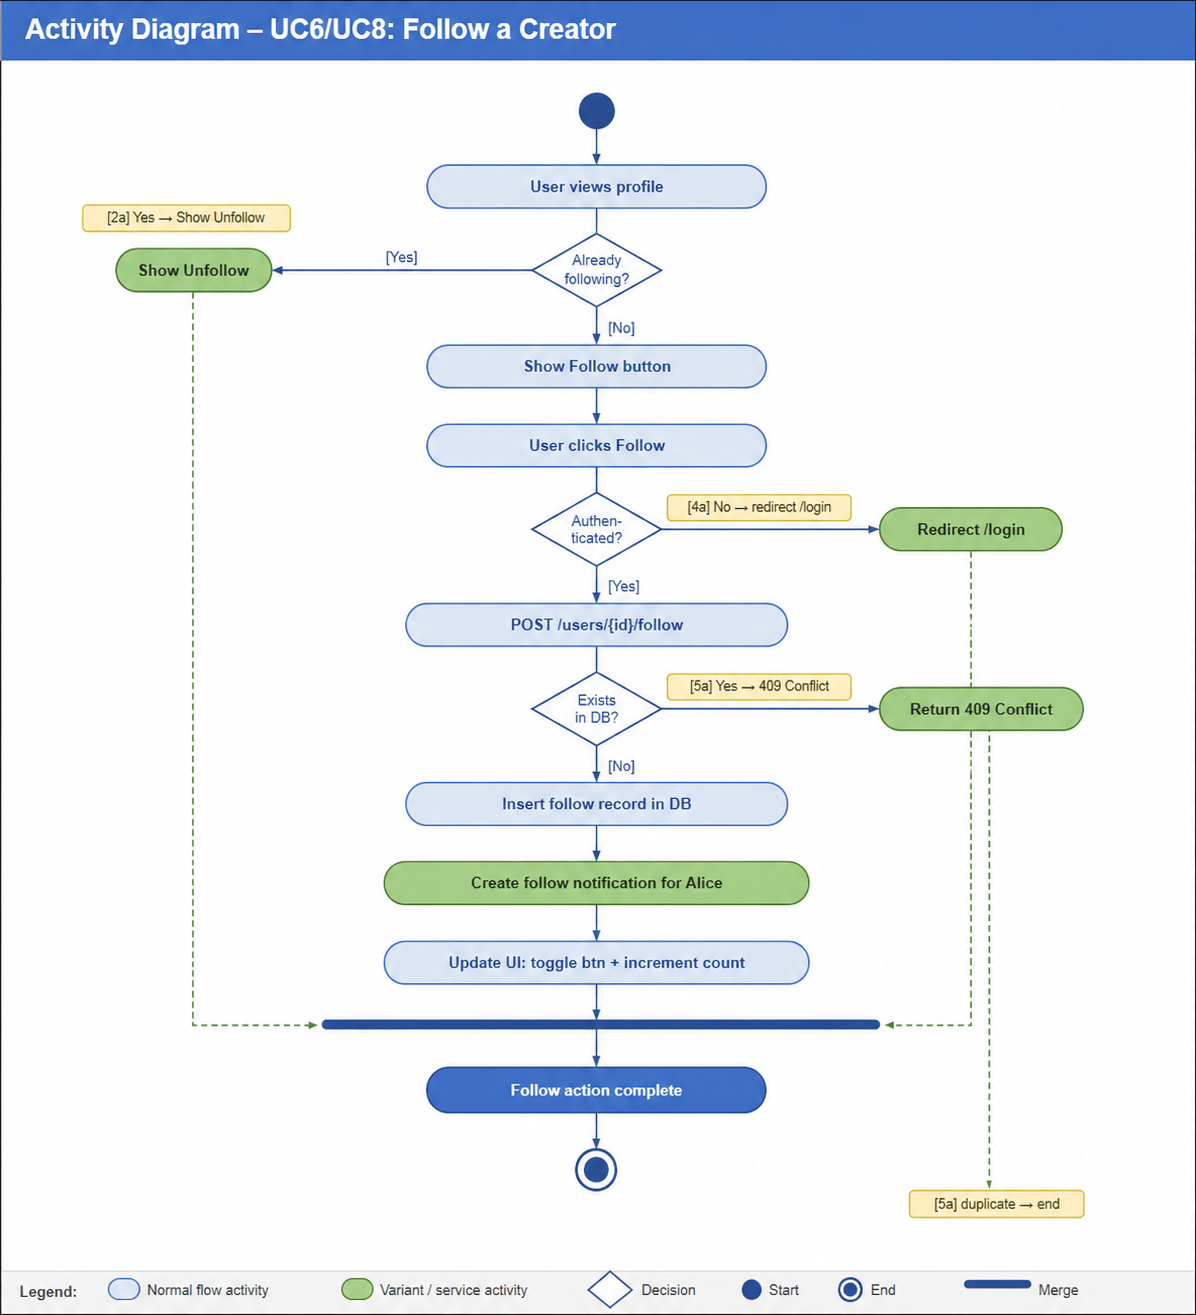 Activity Diagram – UC6/UC8: Follow a Creator
User views profile
[2a] Yes → Show Unfollow
Show Unfollow
[Yes]
Already
following?
[No]
Show Follow button
User clicks Follow
[4a] No → redirect /login
Authen-
ticated?
Redirect /login
[Yes]
POST /users/{id}/follow
[5a] Yes → 409 Conflict
Exists
in DB?
Return 409 Conflict
[No]
Insert follow record in DB
Create follow notification for Alice
Update UI: toggle btn + increment count
Follow action complete
[5a] duplicate → end
Legend:
Normal flow activity
Variant / service activity
Decision
Start
End
Merge